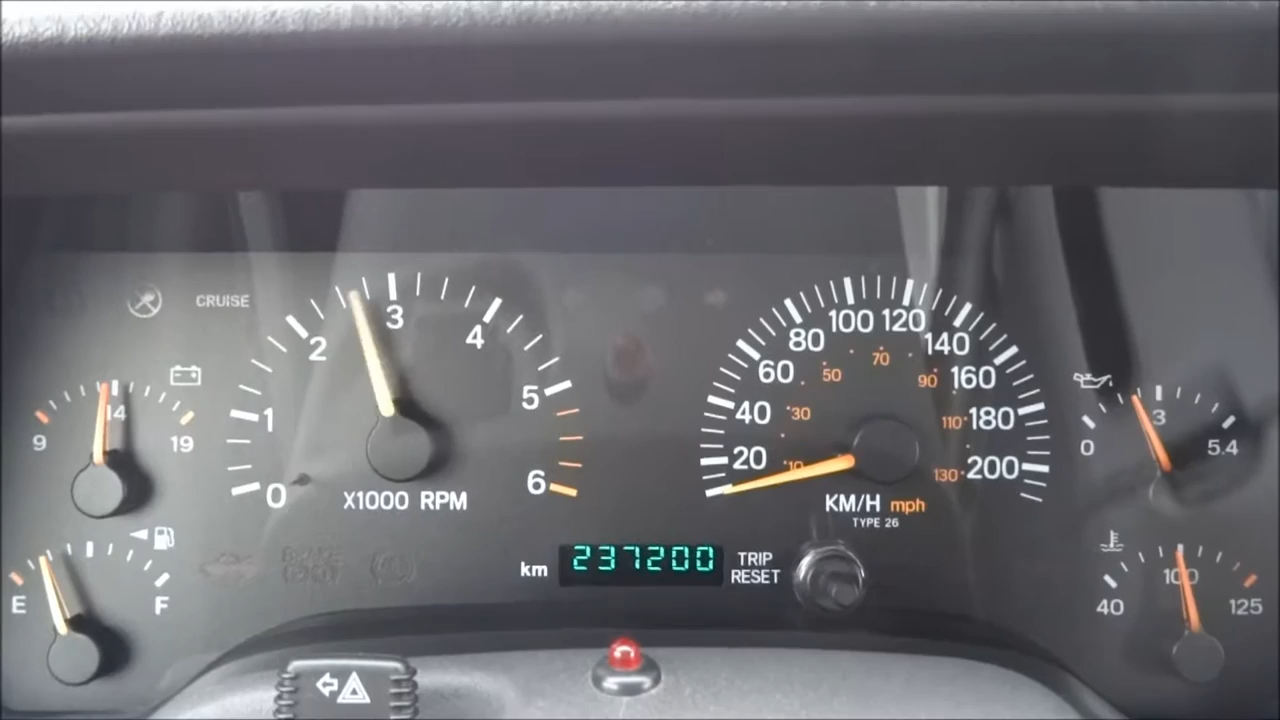 CRUISE
9 14 19
E F
0 1 2 3 4 5 6
X1000 RPM
20 40 60 80 100 120 140 160 180 200
10 30 50 70 90 110 130
KM/H mph
TYPE 26
km 237200 TRIP
RESET
0 3 5.4
40 100 125